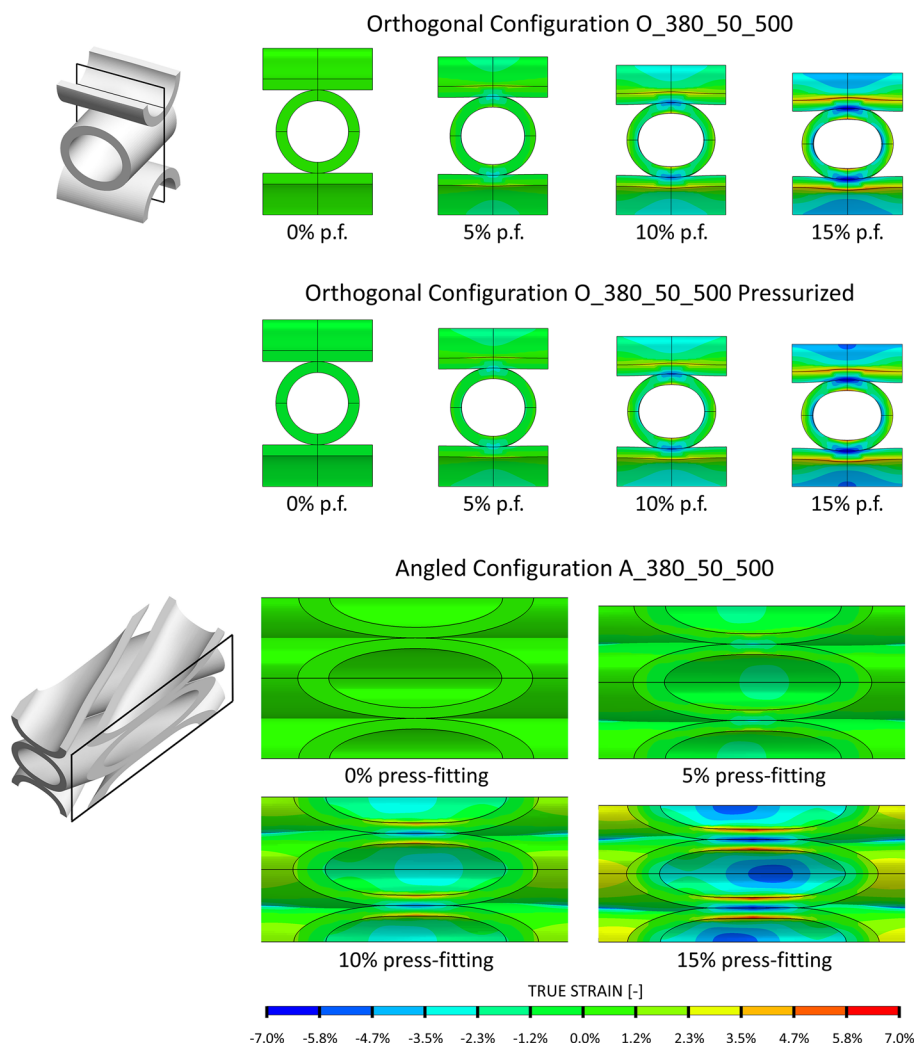 Orthogonal Configuration O_380_50_500
0% p.f. 5% p.f. 10% p.f. 15% p.f.
Orthogonal Configuration O_380_50_500 Pressurized
0% p.f. 5% p.f. 10% p.f. 15% p.f.
Angled Configuration A_380_50_500
0% press-fitting 5% press-fitting
10% press-fitting 15% press-fitting
TRUE STRAIN [-]
-7.0% -5.8% -4.7% -3.5% -2.3% -1.2% 0.0% 1.2% 2.3% 3.5% 4.7% 5.8% 7.0%